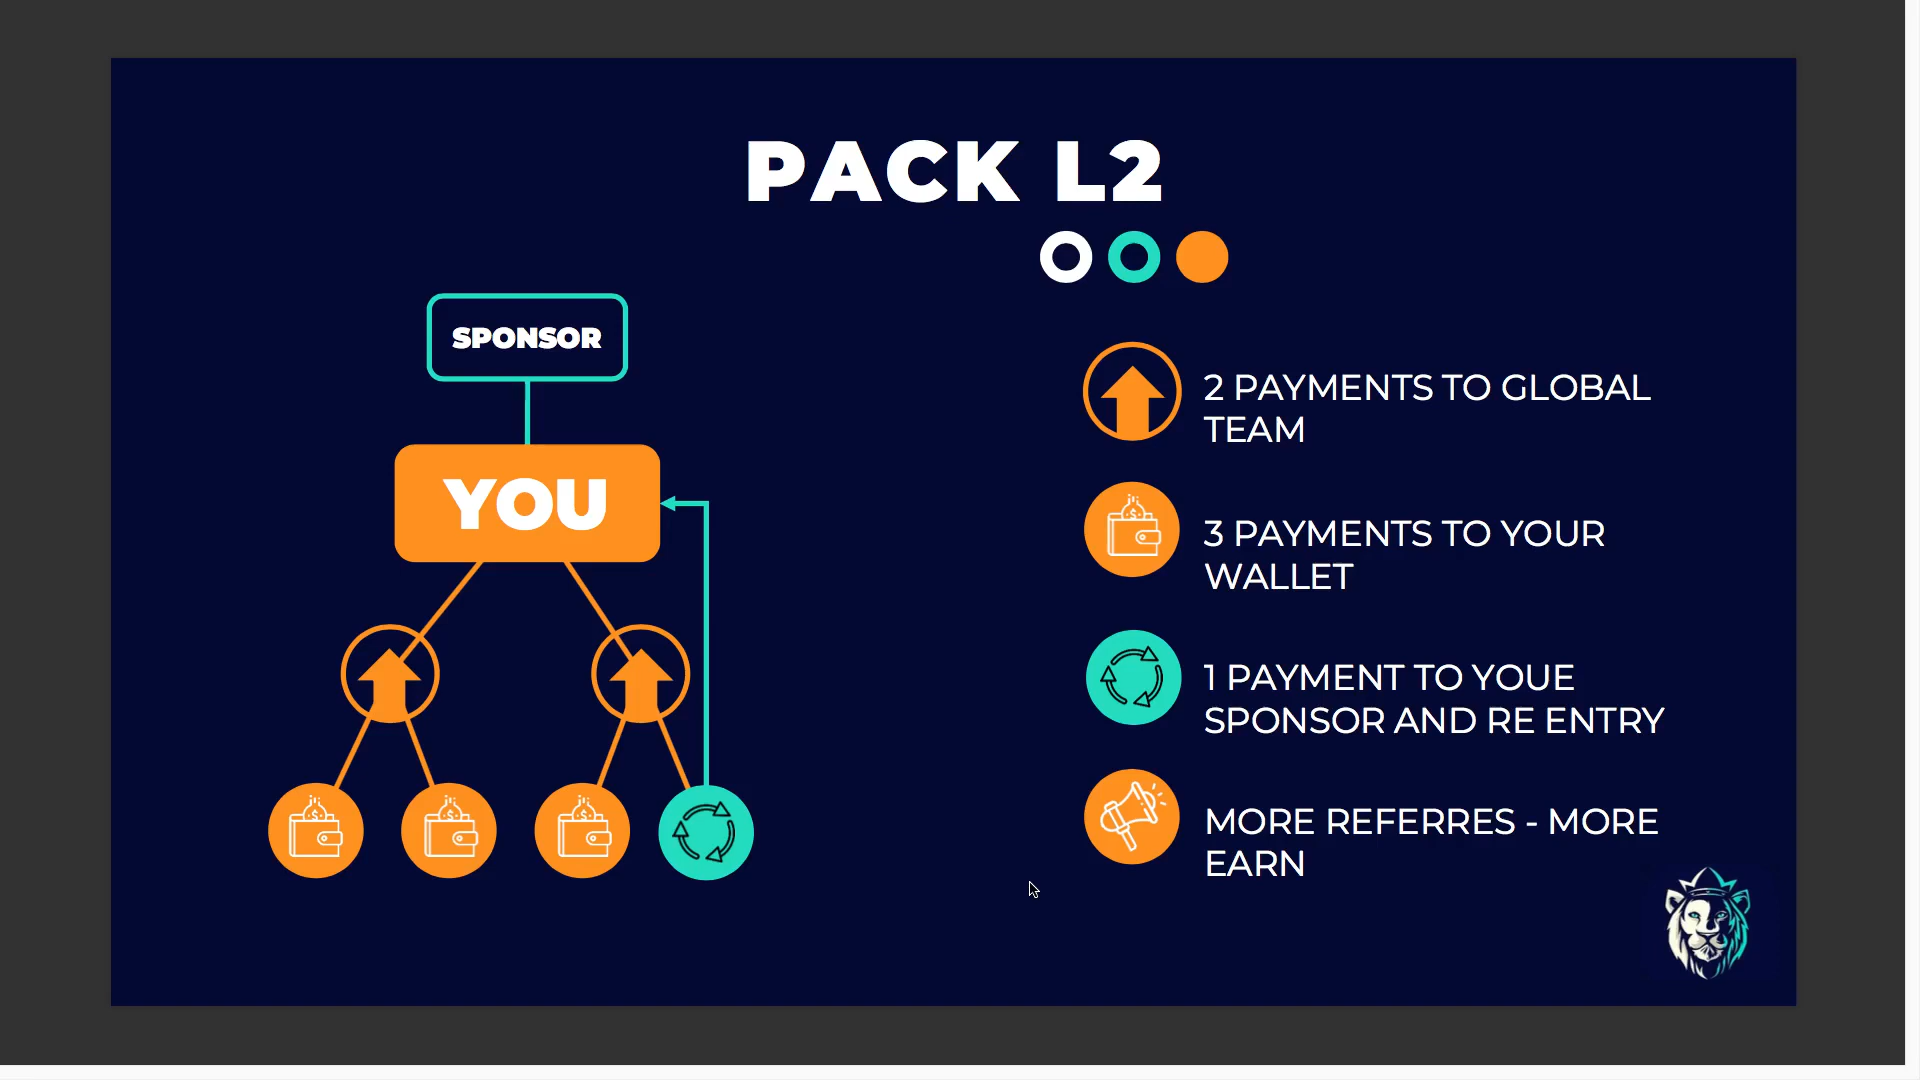 PACK L2
SPONSOR
YOU
2 PAYMENTS TO GLOBAL
TEAM
3 PAYMENTS TO YOUR
WALLET
1 PAYMENT TO YOUE
SPONSOR AND RE ENTRY
MORE REFERRES - MORE
EARN